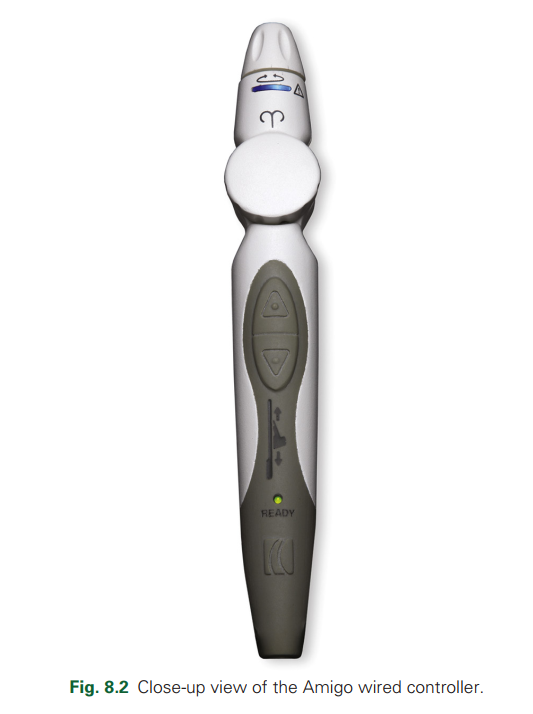 READY
Fig. 8.2 Close-up view of the Amigo wired controller.